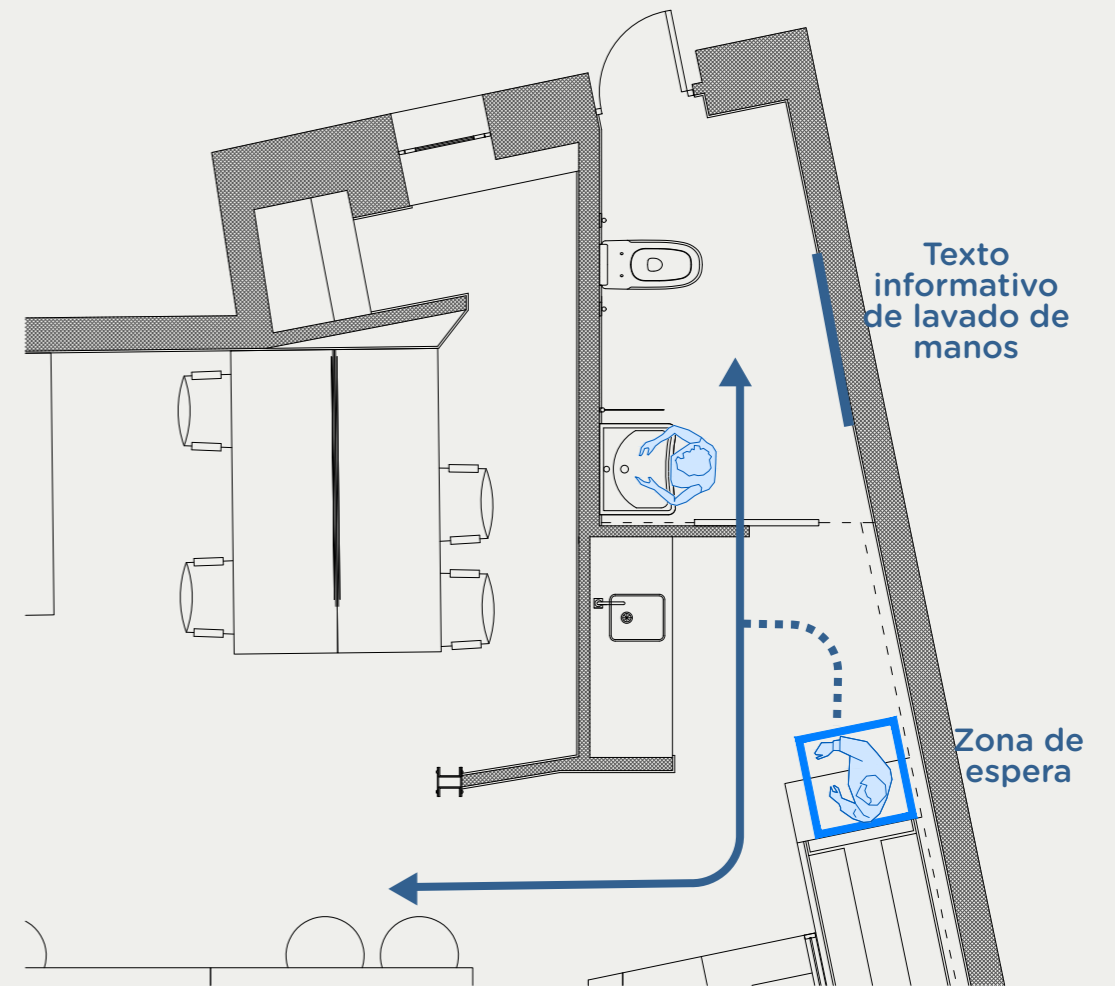 Texto
informativo
de lavado de
manos
Zona de
espera